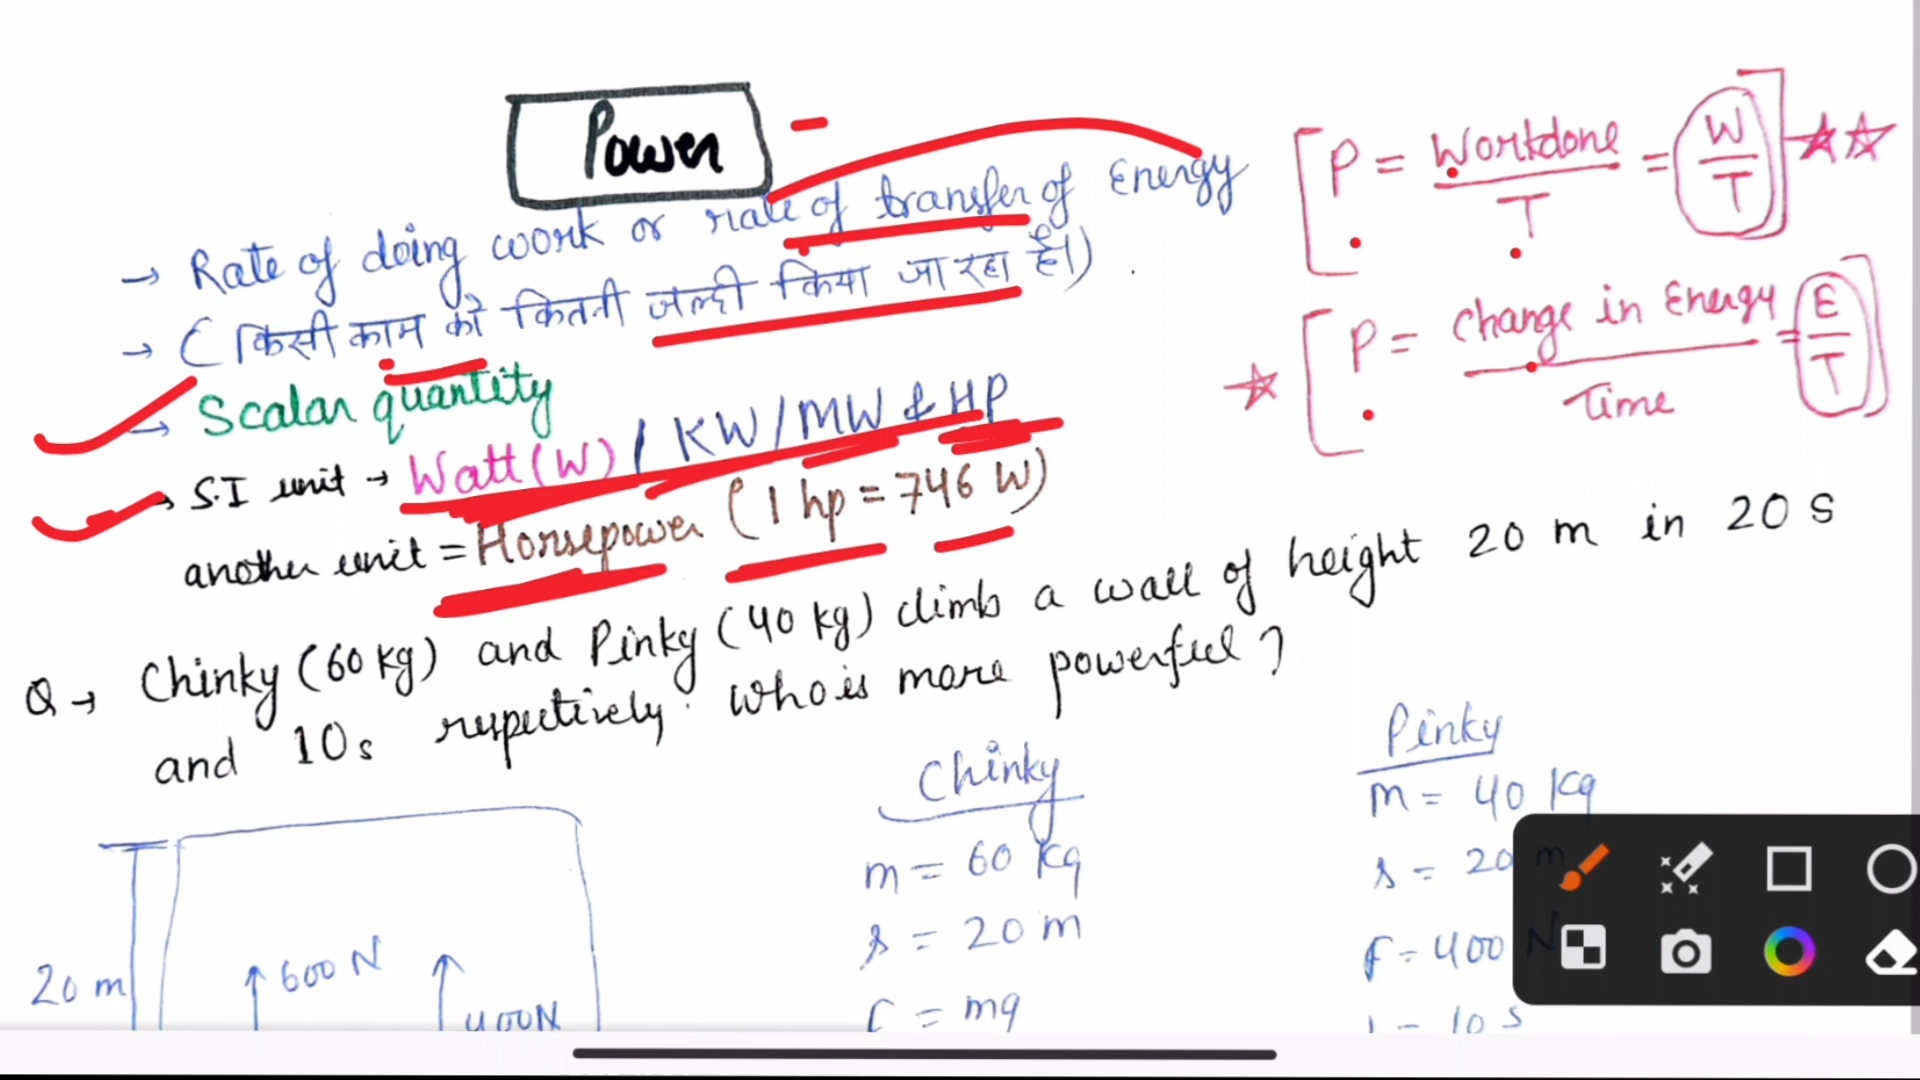 Power
→ Rate of doing work or rate of transfer of Energy
→ ( किसी काम को कितनी जल्दी किया जा रहा है।)
→ Scalar quantity
→ S.I unit → Watt (W) / KW / MW & HP
another unit = Horsepower ( 1 hp = 746 W)
[ P = Workdone / T = W / T ]
[ P = Change in Energy / Time = E / T ]
Q → Chinky (60 kg) and Pinky (40 kg) climb a wall of height 20 m in 20 s
and 10 s respectively. Who is more powerful ?
20 m
600 N
400N
Chinky
m = 60 kg
s = 20 m
F = mg
Pinky
m = 40 kg
s = 20 m
F = 400 N
10 s